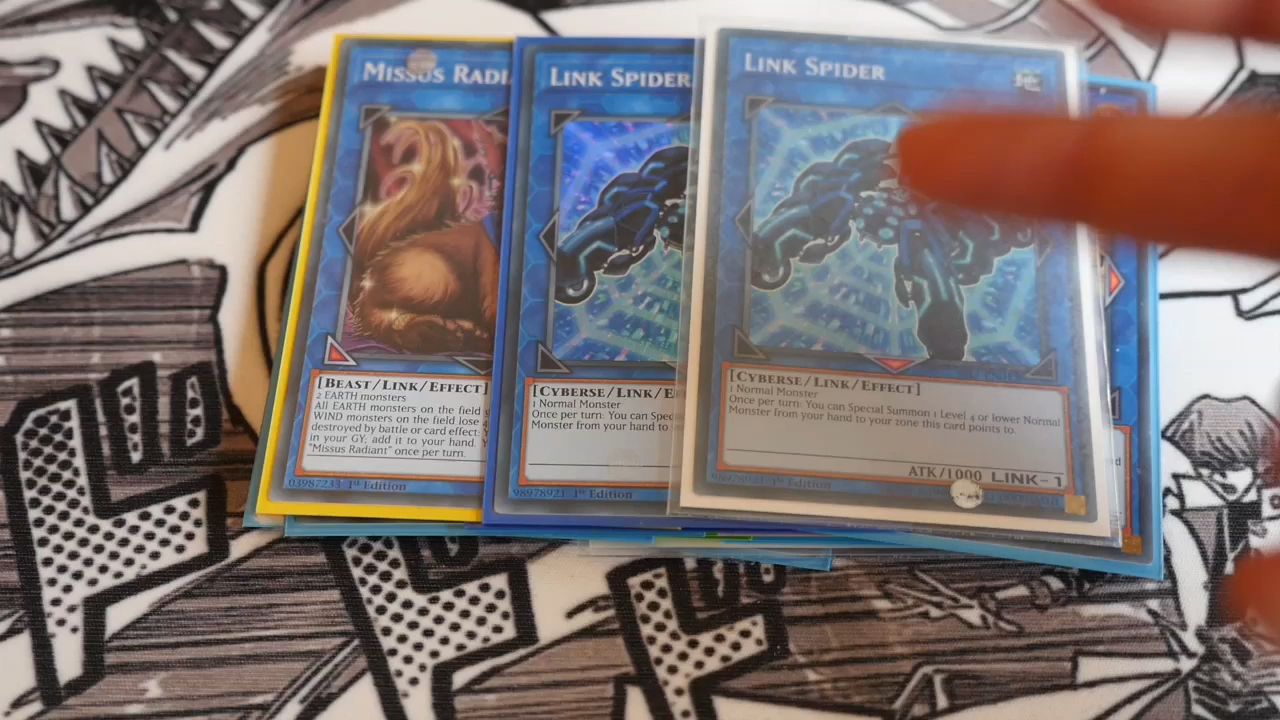 MISSUS RADI
[BEAST/LINK/EFFECT]
2 EARTH monsters
All EARTH monsters on the field
WIND monsters on the field lose 4
destroyed by battle or card effect:
in your GY; add it to your hand. Y
"Missus Radiant" once per turn.
03987233 1st Edition
LINK SPIDER
[CYBERSE/LINK/E
1 Normal Monster
Once per turn: You can Spec
Monster from your hand to
98978921 1st Edition
LINK SPIDER
[CYBERSE/LINK/EFFECT]
1 Normal Monster
Once per turn: You can Special Summon 1 Level 4 or lower Normal
Monster from your hand to your zone this card points to.
ATK/1000 LINK-1
1st Edition